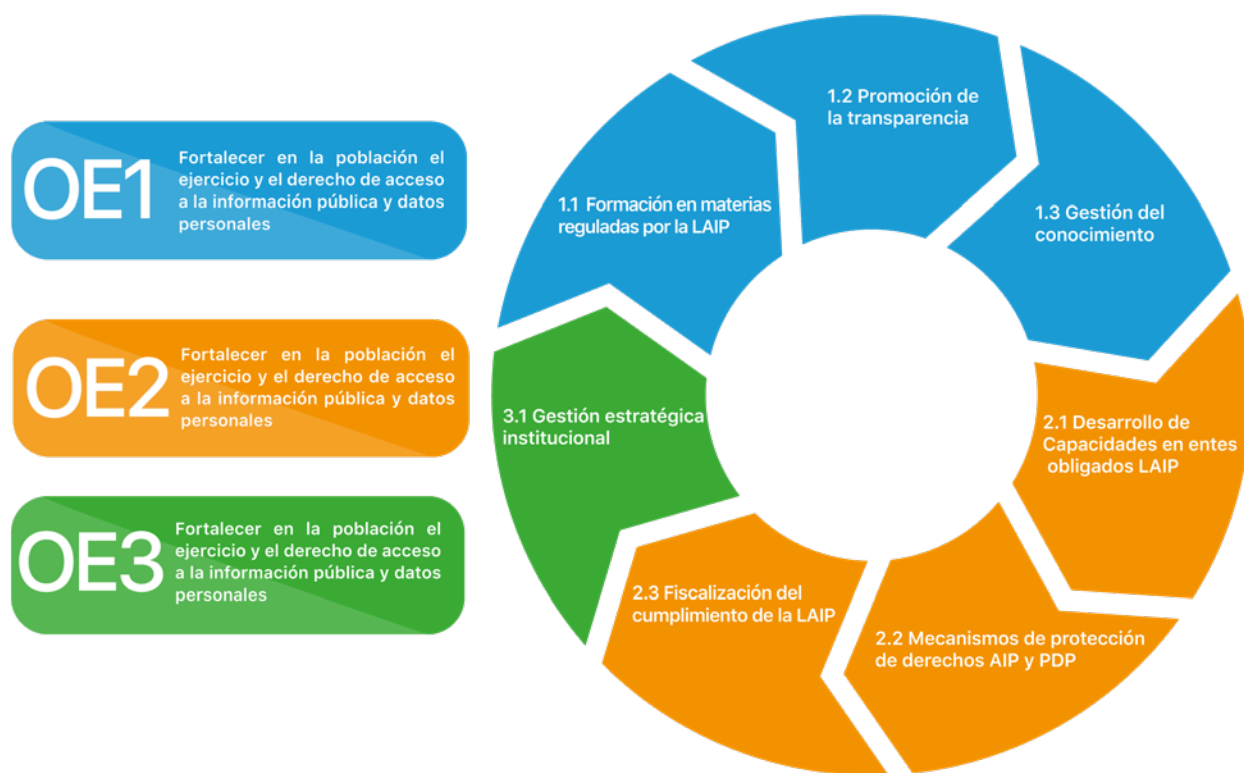 OE1
Fortalecer en la población el
ejercicio y el derecho de acceso
a la información pública y datos
personales
OE2
Fortalecer en la población el
ejercicio y el derecho de acceso
a la información pública y datos
personales
OE3
Fortalecer en la población el
ejercicio y el derecho de acceso
a la información pública y datos
personales
1.1 Formación en materias
reguladas por la LAIP
1.2 Promoción de
la transparencia
1.3 Gestión del
conocimiento
2.1 Desarrollo de
Capacidades en entes
obligados LAIP
2.2 Mecanismos de protección
de derechos AIP y PDP
2.3 Fiscalización del
cumplimiento de la LAIP
3.1 Gestión estratégica
institucional